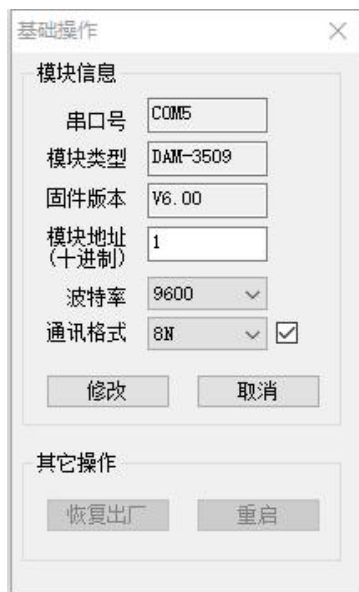 基础操作
模块信息
串口号 COM5
模块类型 DAM-3509
固件版本 V6.00
模块地址
(十进制) 1
波特率 9600
通讯格式 8N
修改 取消
其它操作
恢复出厂 重启